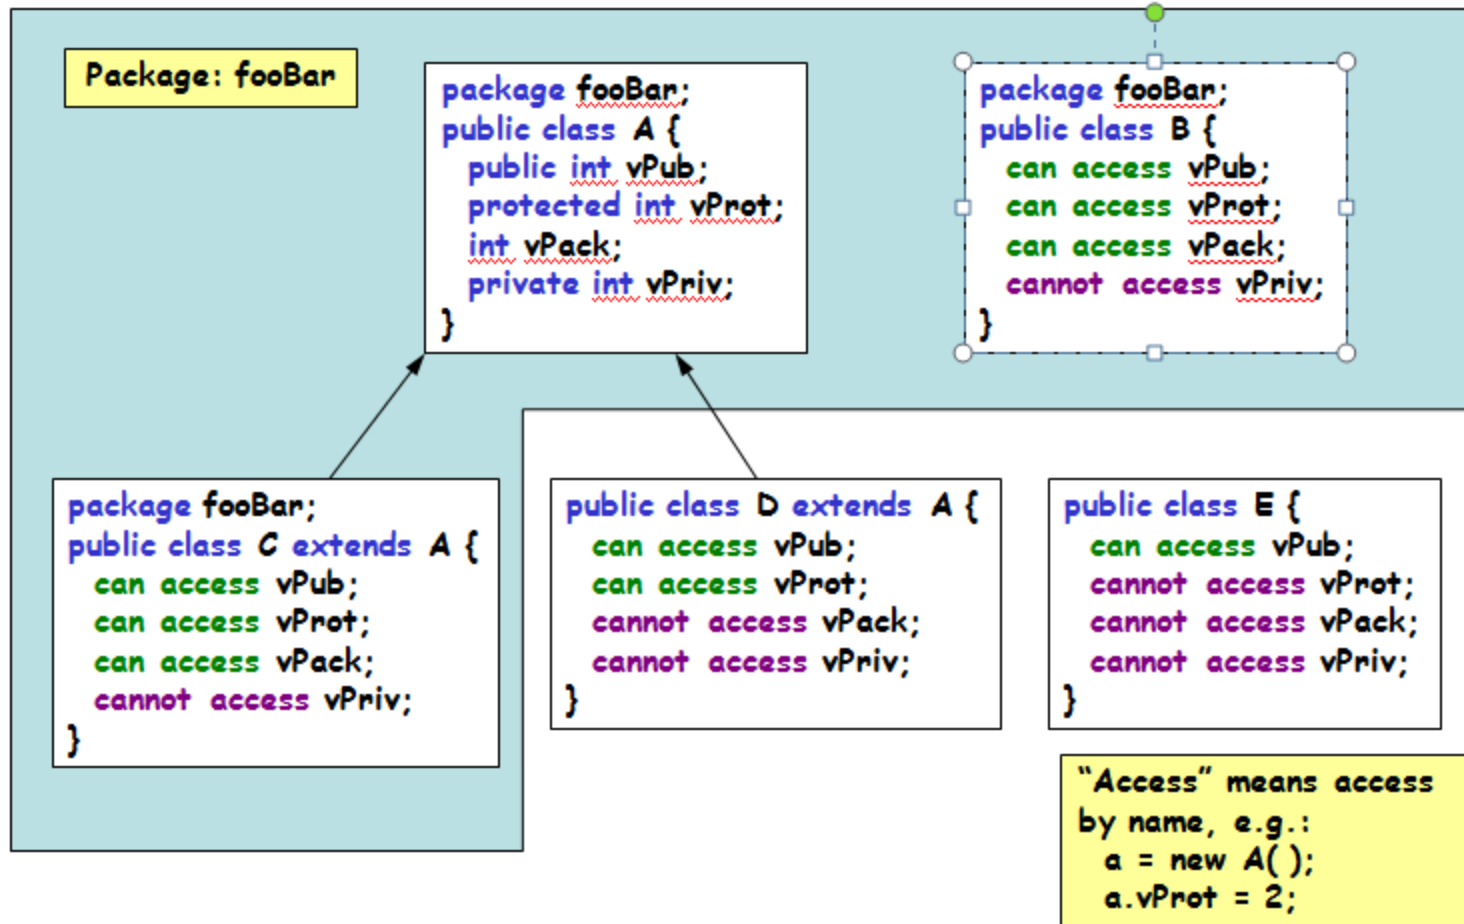 Package: fooBar
package fooBar;
public class A {
public int vPub;
protected int vProt;
int vPack;
private int vPriv;
}
package fooBar;
public class B {
can access vPub;
can access vProt;
can access vPack;
cannot access vPriv;
}
package fooBar;
public class C extends A {
can access vPub;
can access vProt;
can access vPack;
cannot access vPriv;
}
public class D extends A {
can access vPub;
can access vProt;
cannot access vPack;
cannot access vPriv;
}
public class E {
can access vPub;
cannot access vProt;
cannot access vPack;
cannot access vPriv;
}
“Access” means access
by name, e.g.:
a = new A( );
a.vProt = 2;